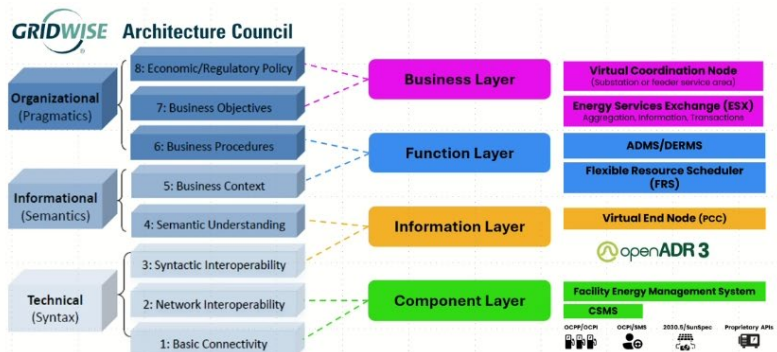 GRIDWISE Architecture Council
8: Economic/Regulatory Policy
Organizational
(Pragmatics)
7: Business Objectives
6: Business Procedures
Informational
(Semantics)
5: Business Context
4: Semantic Understanding
Technical
(Syntax)
3: Syntactic Interoperability
2: Network Interoperability
1: Basic Connectivity
Business Layer
Function Layer
Information Layer
Component Layer
Virtual Coordination Node
(Substation or feeder service area)
Energy Services Exchange (ESX)
Aggregation, Information, Transactions
ADMS/DERMS
Flexible Resource Scheduler
(FRS)
Virtual End Node (PCC)
openADR 3
Facility Energy Management System
CSMS
OCPP/OCPI
OCPI/SMS
2030.5/SunSpec
Proprietary APIs